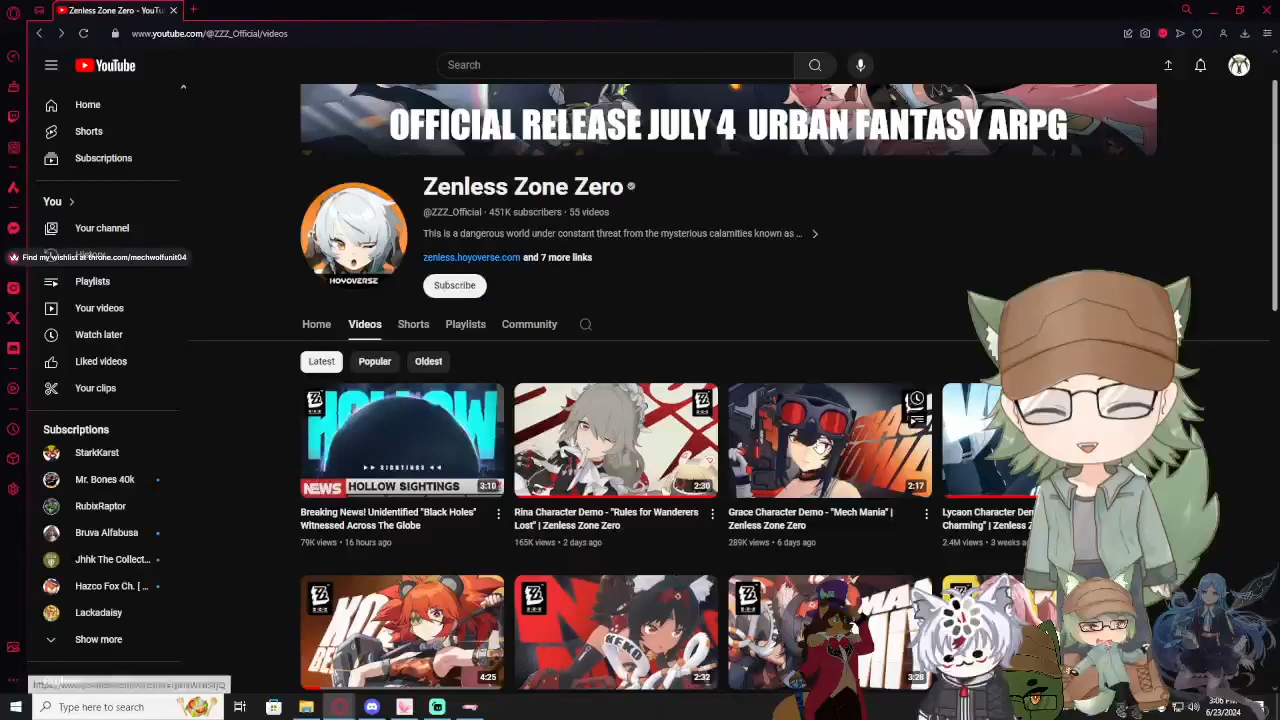 Zenless Zone Zero - YouTube
www.youtube.com/@ZZZ_Official/videos
YouTube
Search
Home
Shorts
Subscriptions
You
Your channel
Find my wishlist @ throne.com/mechwolfunit04
Playlists
Your videos
Watch later
Liked videos
Your clips
Subscriptions
StarkKarst
Mr. Bones 40k
RubixRaptor
Bruva Alfabusa
Jhhk The Collect...
Hazco Fox Ch. [ ...
Lackadaisy
Show more
OFFICIAL RELEASE JULY 4 URBAN FANTASY ARPG
HOYOVERSE
Zenless Zone Zero
@ZZZ_Official · 451K subscribers · 55 videos
This is a dangerous world under constant threat from the mysterious calamities known as ...
zenless.hoyoverse.com and 7 more links
Subscribe
Home Videos Shorts Playlists Community
Latest Popular Oldest
HOLLOW
SIGHTINGS
NEWS HOLLOW SIGHTINGS
3:10
Breaking News! Unidentified "Black Holes"
Witnessed Across The Globe
79K views • 16 hours ago
2:30
Rina Character Demo - "Rules for Wanderers
Lost" | Zenless Zone Zero
165K views • 2 days ago
2:17
Grace Character Demo - "Mech Mania" |
Zenless Zone Zero
289K views • 6 days ago
Lycaon Character Dem
Charming" | Zenless Z
2.4M views • 3 weeks a
4:25
NEKO
2:32
3:28
Type here to search
3:06 PM
6/23/2024